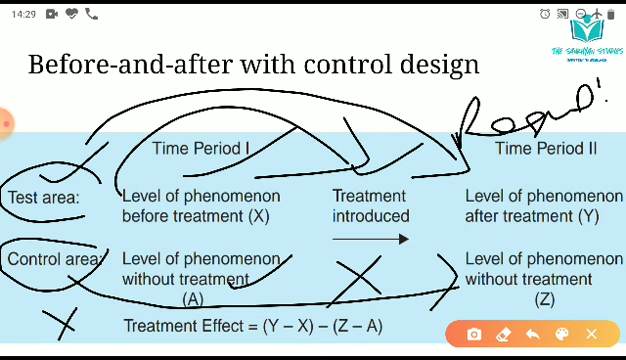 14:29
THE SAIKHIAN STUDIES
Before-and-after with control design
Time Period I Time Period II
Test area: Level of phenomenon before treatment (X) Treatment introduced Level of phenomenon after treatment (Y)
Control area: Level of phenomenon without treatment (A) Level of phenomenon without treatment (Z)
Treatment Effect = (Y – X) – (Z – A)